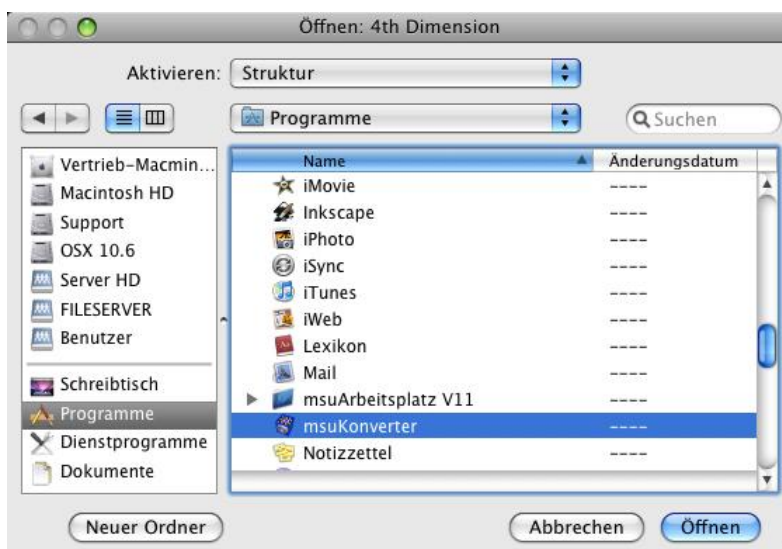 Öffnen: 4th Dimension
Aktivieren: Struktur
Programme
Suchen
Vertrieb-Macmin...
Macintosh HD
Support
OSX 10.6
Server HD
FILESERVER
Benutzer
Schreibtisch
Programme
Dienstprogramme
Dokumente
Name Änderungsdatum
iMovie ----
Inkscape ----
iPhoto ----
iSync ----
iTunes ----
iWeb ----
Lexikon ----
Mail ----
msuArbeitsplatz V11 ----
msuKonverter ----
Notizzettel ----
Neuer Ordner Abbrechen Öffnen